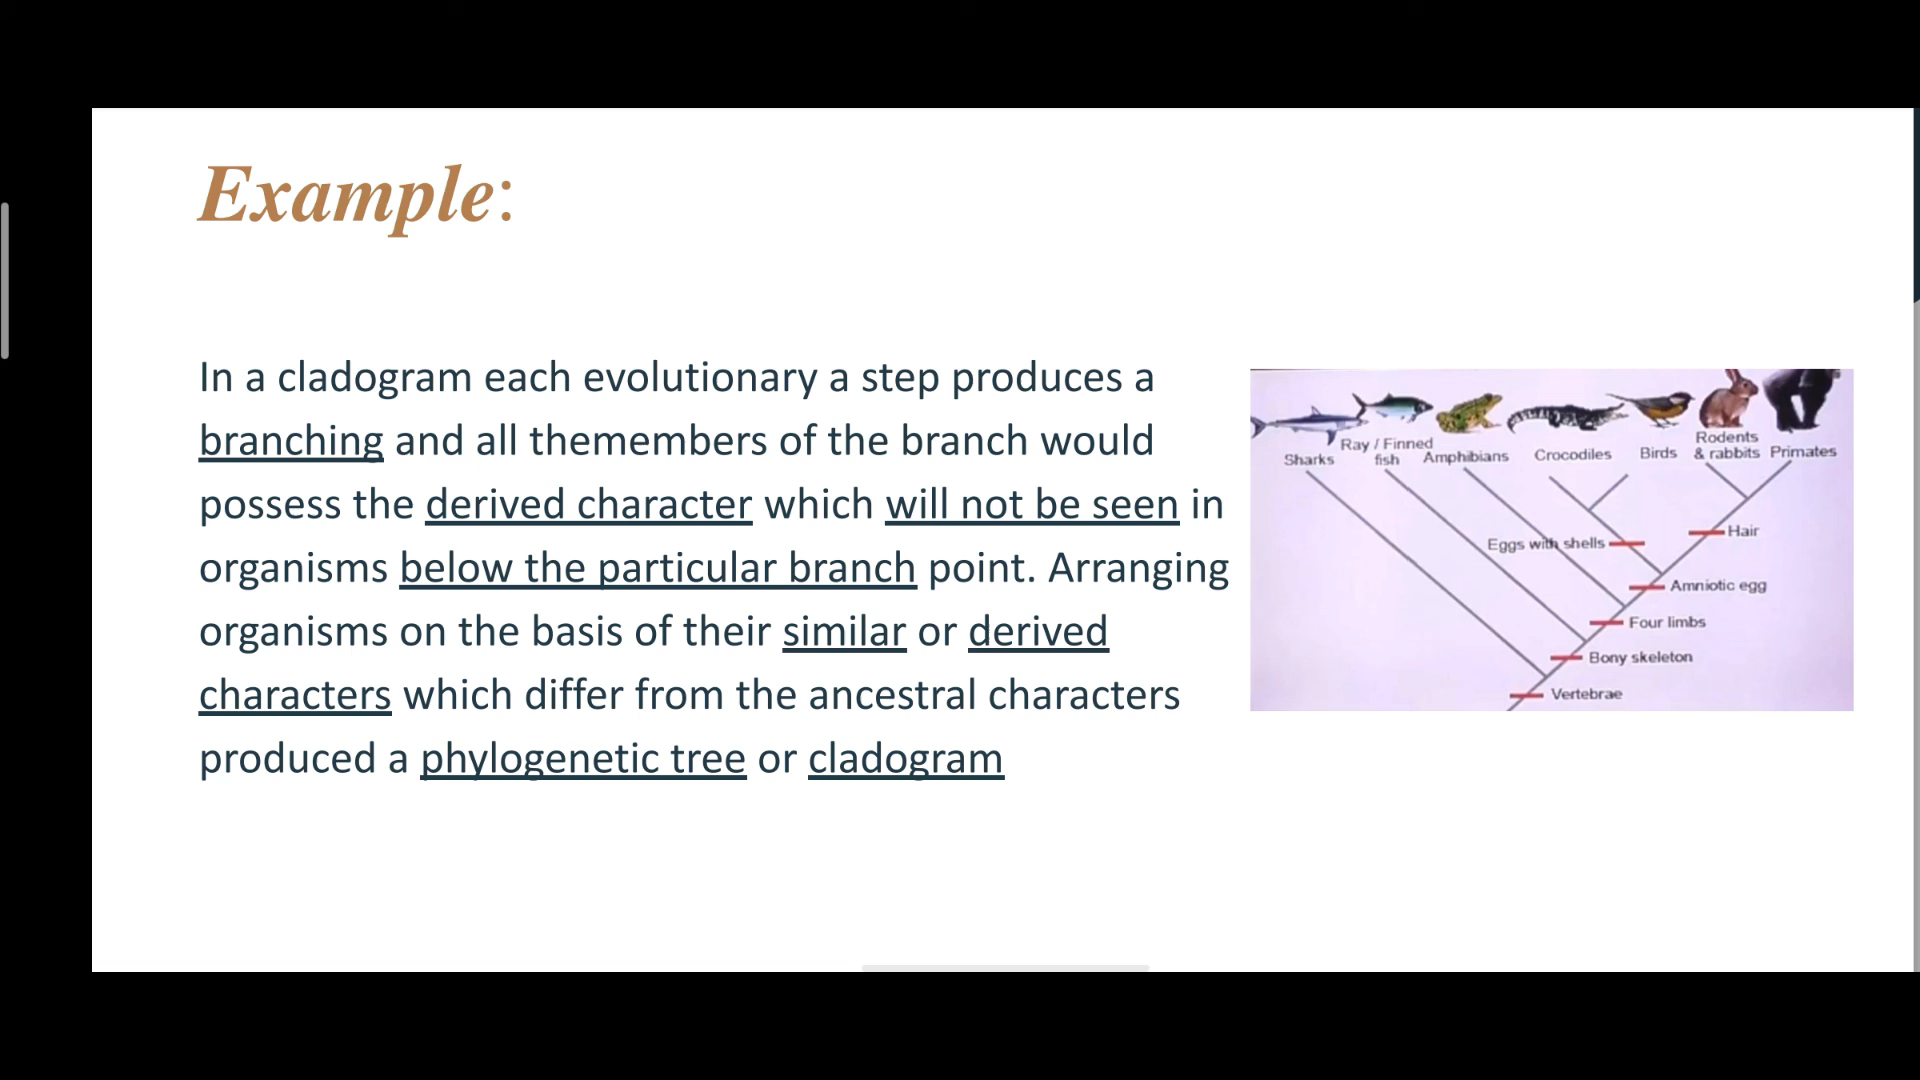 Example:
In a cladogram each evolutionary a step produces a
branching and all themembers of the branch would
possess the derived character which will not be seen in
organisms below the particular branch point. Arranging
organisms on the basis of their similar or derived
characters which differ from the ancestral characters
produced a phylogenetic tree or cladogram
Sharks
Ray / Finned
fish
Amphibians
Crocodiles
Birds
Rodents
& rabbits
Primates
Hair
Eggs with shells
Amniotic egg
Four limbs
Bony skeleton
Vertebrae